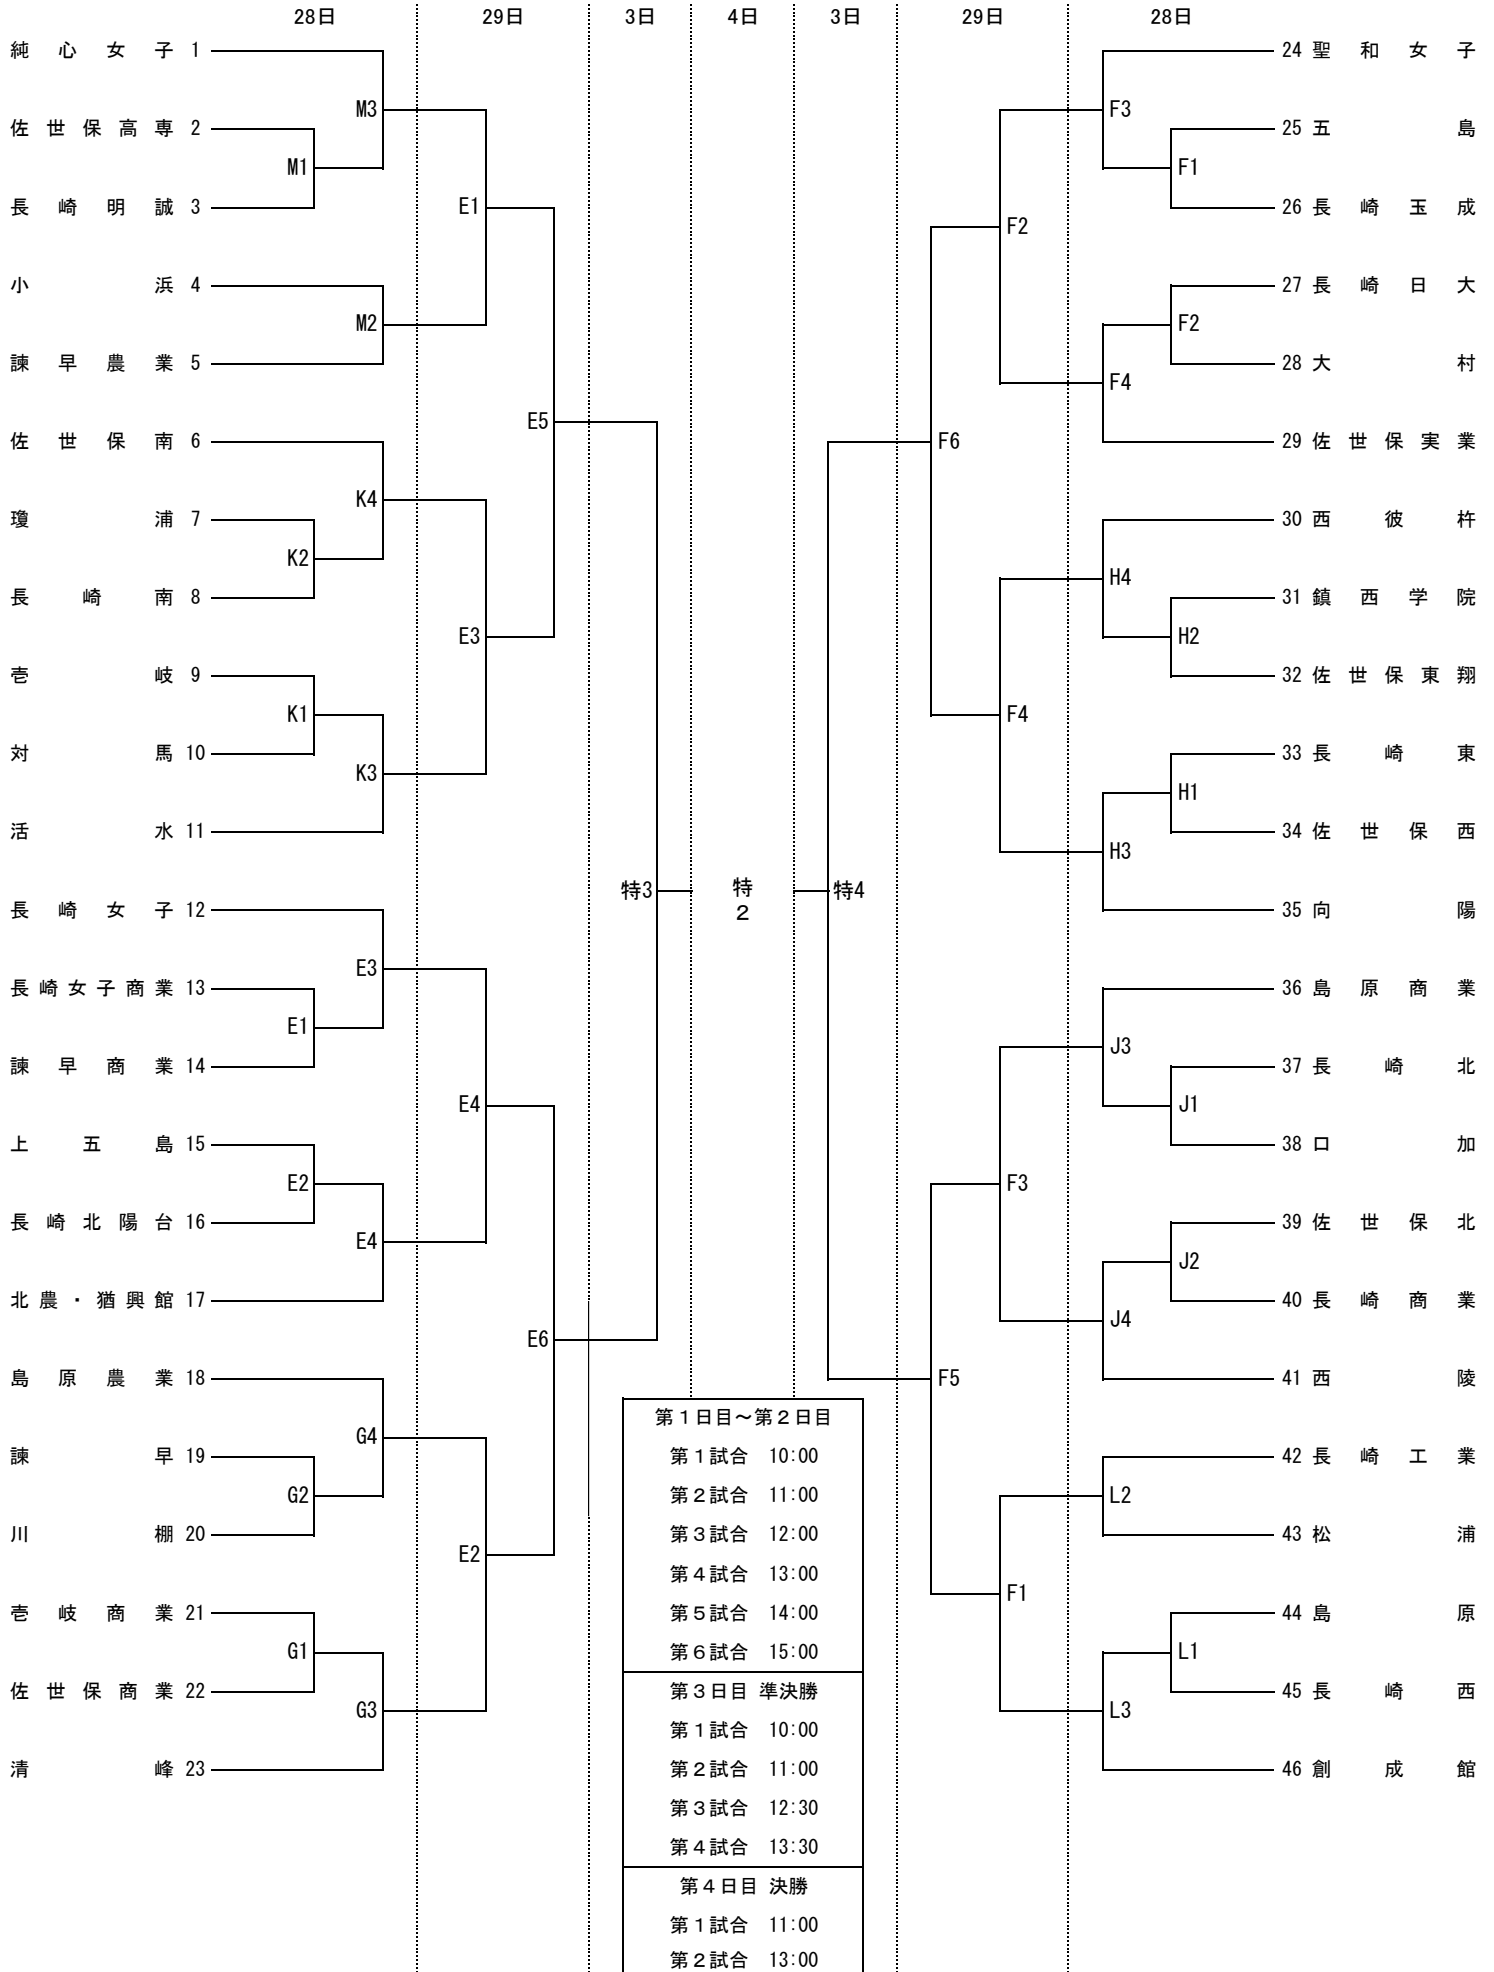 28日 29日 3日 4日 3日 29日 28日
純心女子 1
M3
佐世保高専 2
M1
長崎明誠 3
E1
小浜 4
M2
諫早農業 5
E5
佐世保南 6
K4
瓊浦 7
K2
長崎南 8
E3
壱岐 9
K1
対馬 10
K3
活水 11
特3
長崎女子 12
E3
長崎女子商業 13
E1
諫早商業 14
E4
上五島 15
E2
長崎北陽台 16
E4
北農・猶興館 17
E6
島原農業 18
G4
諫早 19
G2
川棚 20
E2
壱岐商業 21
G1
佐世保商業 22
G3
清峰 23
特
2
24 聖和女子
F3
25 五島
F1
26 長崎玉成
F2
27 長崎日大
F2
28 大村
F4
29 佐世保実業
F6
30 西彼杵
H4
31 鎮西学院
H2
32 佐世保東翔
F4
33 長崎東
H1
34 佐世保西
H3
35 向陽
特4
36 島原商業
J3
37 長崎北
J1
38 口加
F3
39 佐世保北
J2
40 長崎商業
J4
41 西陵
F5
42 長崎工業
L2
43 松浦
F1
44 島原
L1
45 長崎西
L3
46 創成館
第1日目～第2日目
第1試合 10:00
第2試合 11:00
第3試合 12:00
第4試合 13:00
第5試合 14:00
第6試合 15:00
第3日目 準決勝
第1試合 10:00
第2試合 11:00
第3試合 12:30
第4試合 13:30
第4日目 決勝
第1試合 11:00
第2試合 13:00